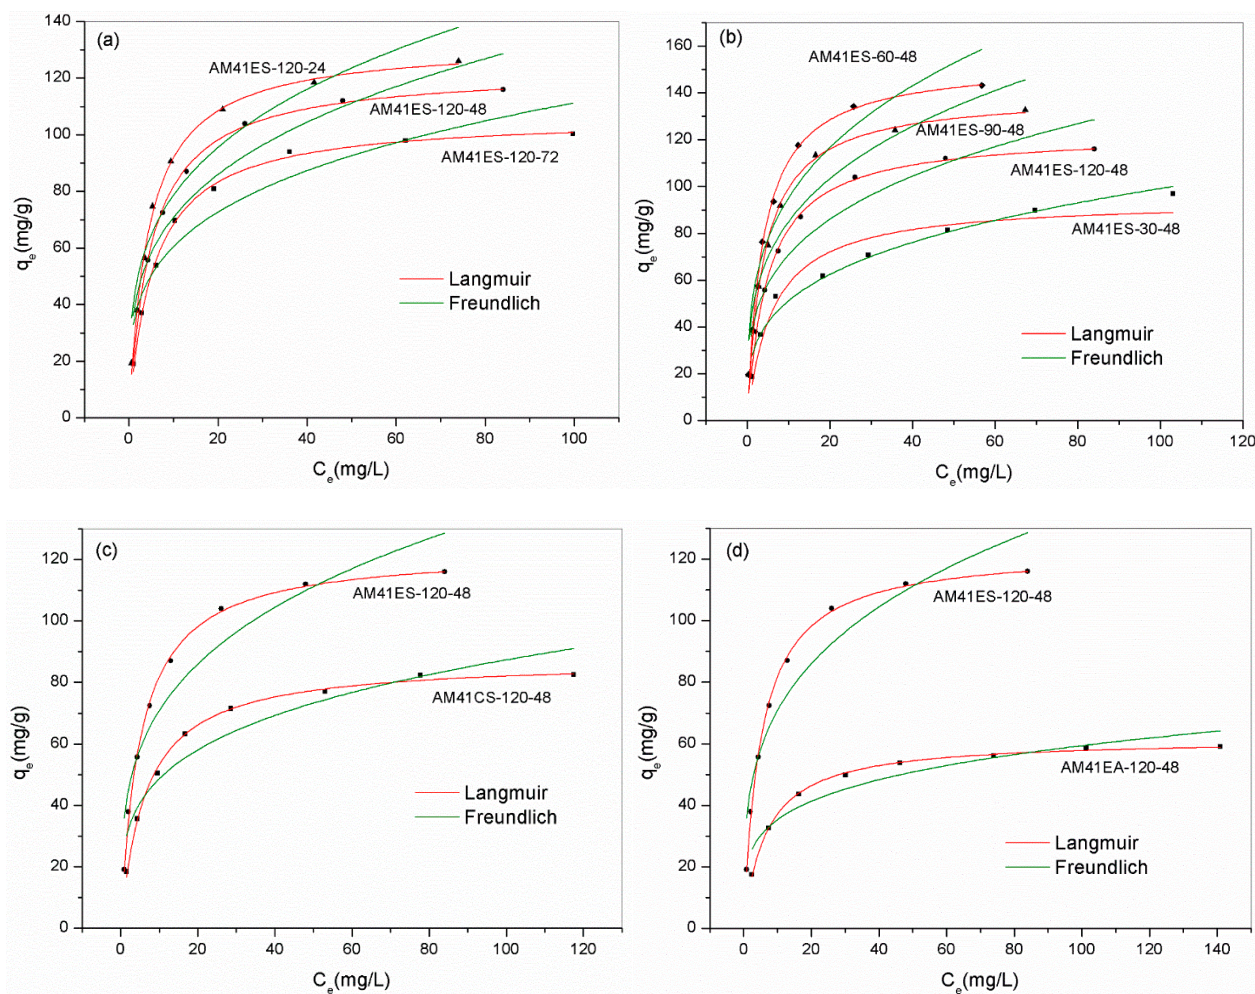 (a)
AM41ES-120-24
AM41ES-120-48
AM41ES-120-72
Langmuir
Freundlich
qe(mg/g)
140
120
100
80
60
40
20
0
0 20 40 60 80 100
Ce(mg/L)
(b)
AM41ES-60-48
AM41ES-90-48
AM41ES-120-48
AM41ES-30-48
Langmuir
Freundlich
qe(mg/g)
160
140
120
100
80
60
40
20
0
0 20 40 60 80 100 120
Ce(mg/L)
(c)
AM41ES-120-48
AM41CS-120-48
Langmuir
Freundlich
qe(mg/g)
120
100
80
60
40
20
0
0 20 40 60 80 100 120
Ce(mg/L)
(d)
AM41ES-120-48
AM41EA-120-48
Langmuir
Freundlich
qe(mg/g)
120
100
80
60
40
20
0
0 20 40 60 80 100 120 140
Ce(mg/L)